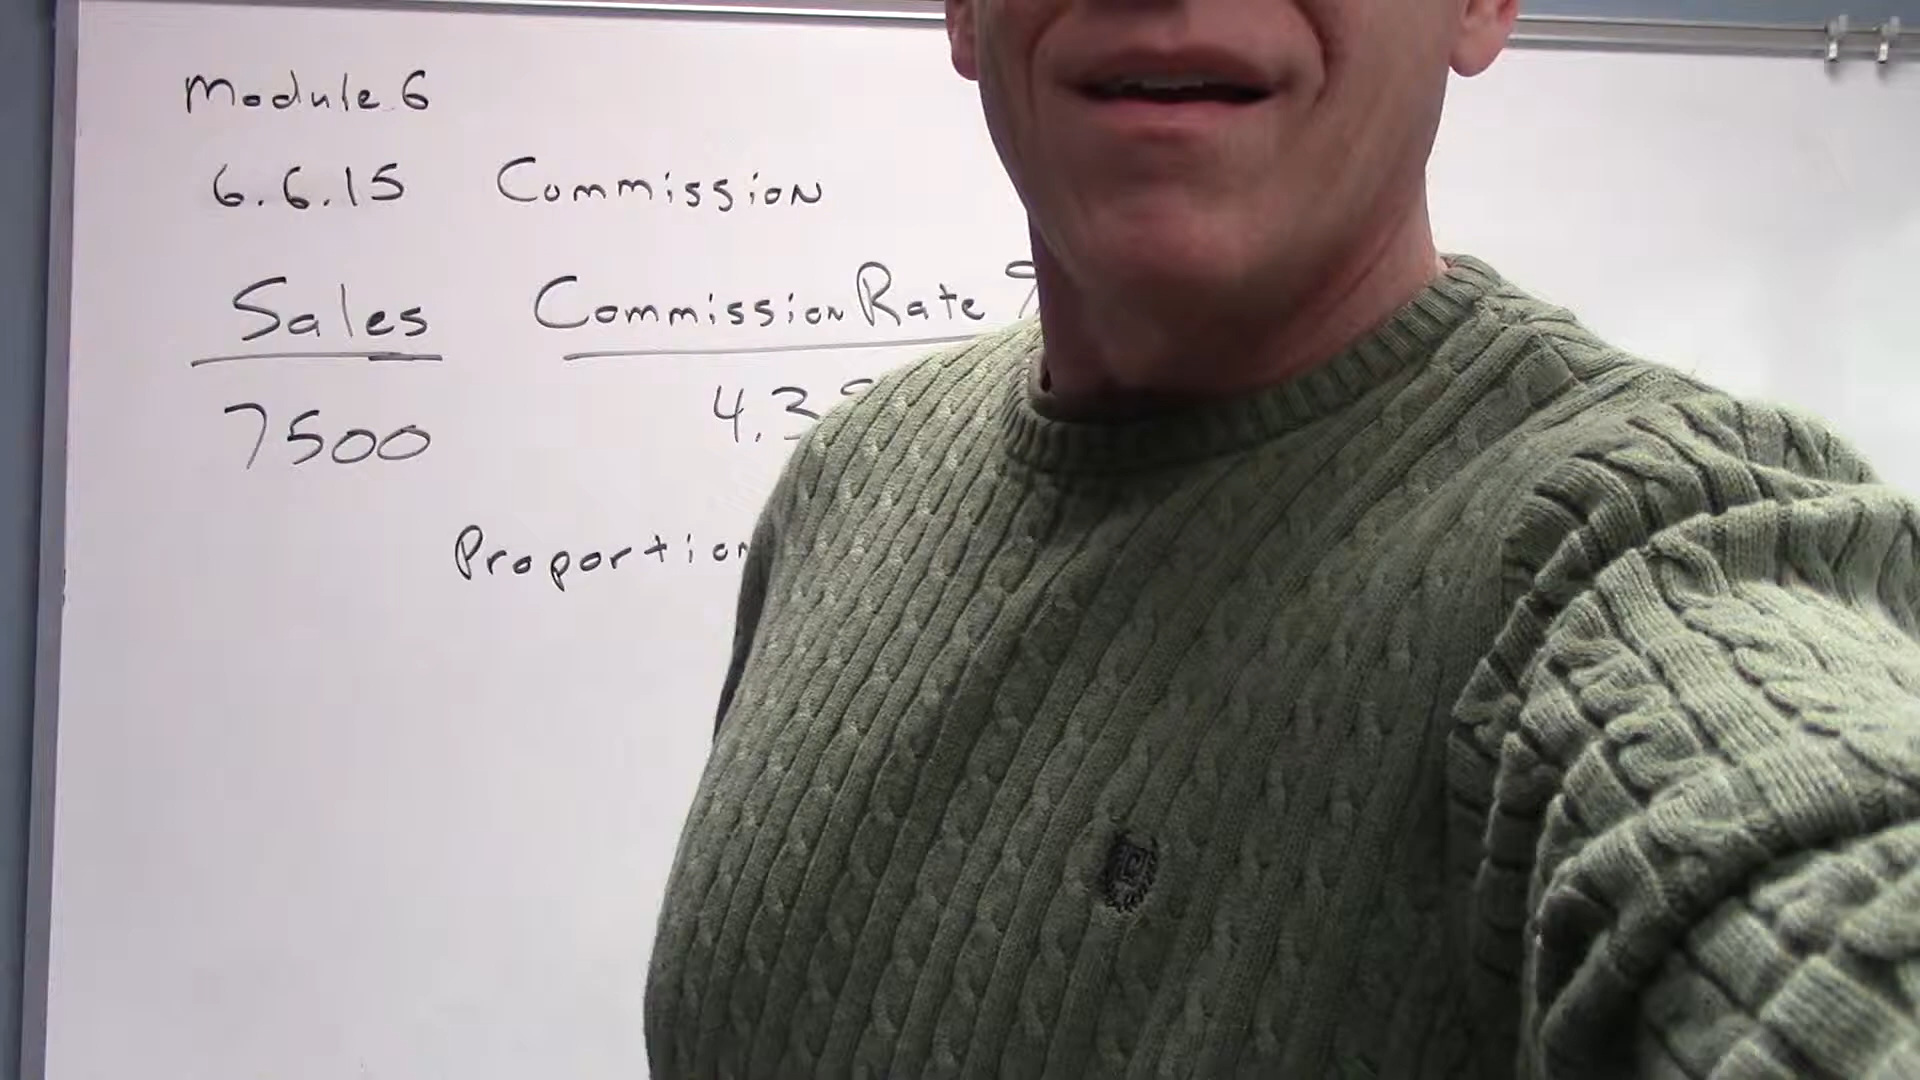 Module 6
6.6.15 Commission
Sales Commission Rate
7500 4.3
Proportion